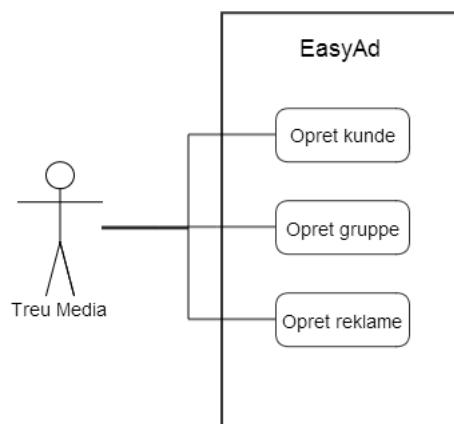 EasyAd
Opret kunde
Opret gruppe
Opret reklame
Treu Media